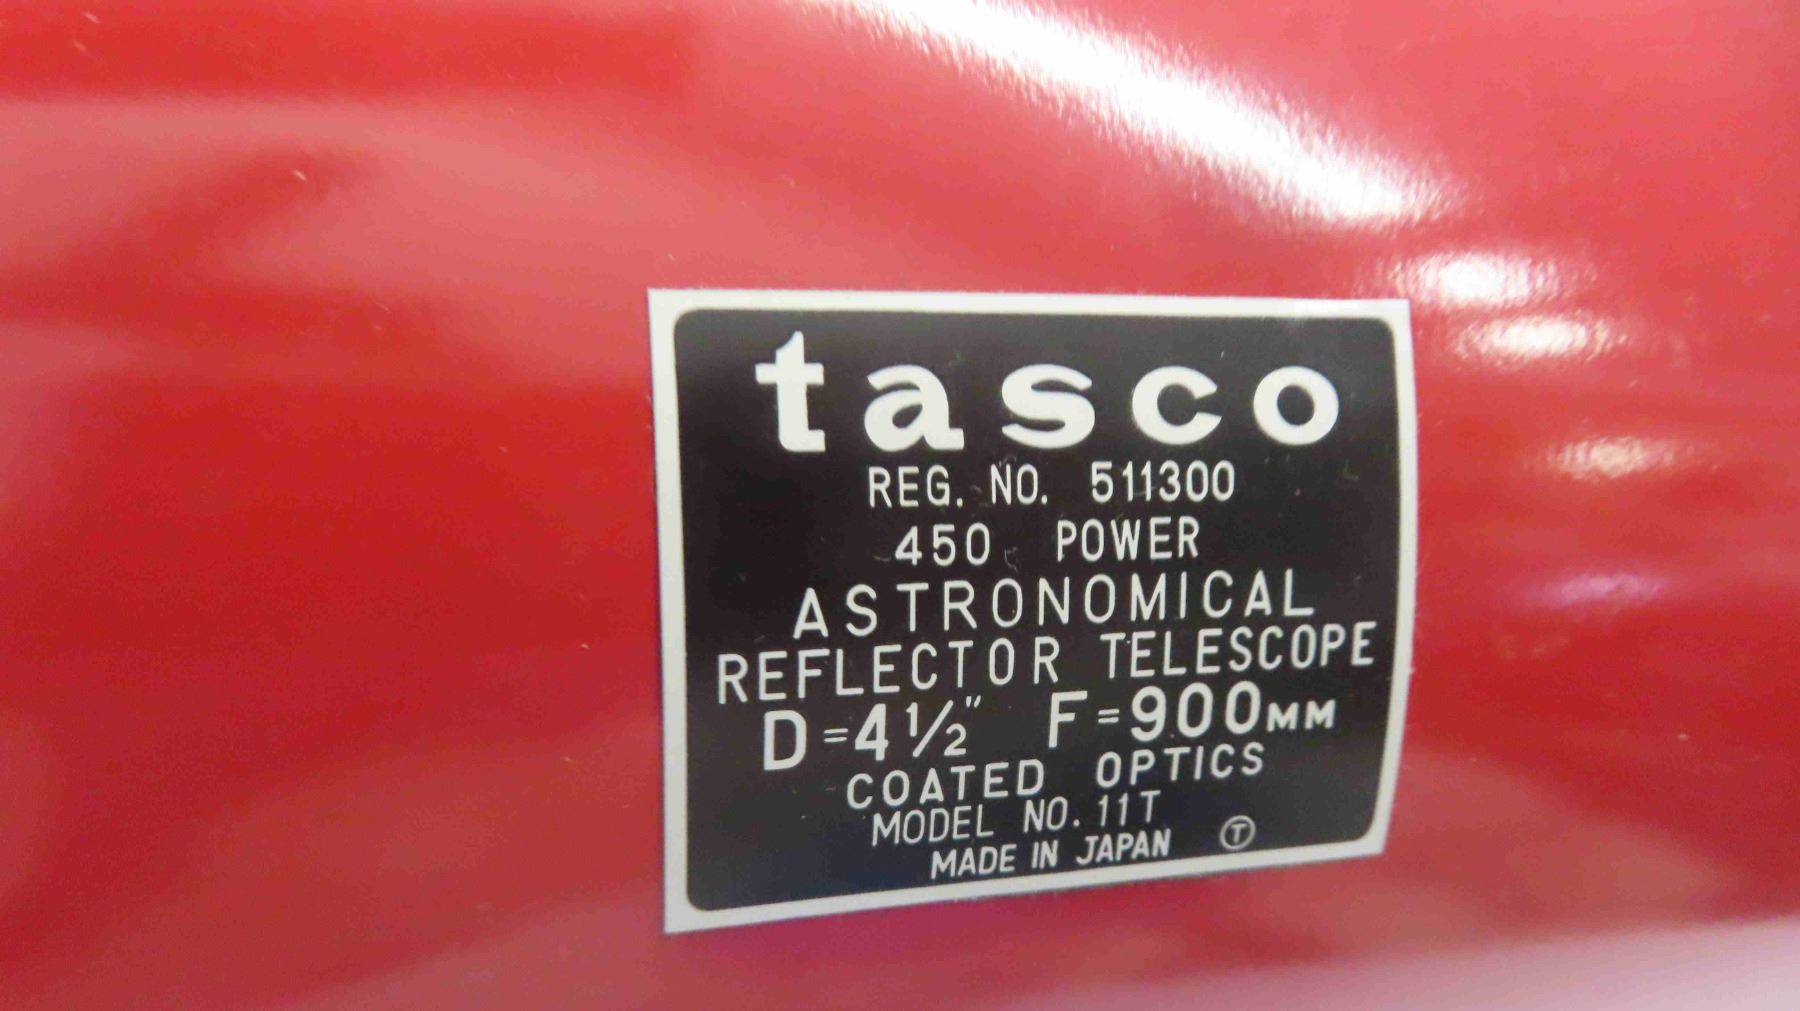 tasco
REG. NO. 511300
450 POWER
ASTRONOMICAL
REFLECTOR TELESCOPE
D=4½" F=900MM
COATED OPTICS
MODEL NO. 11T
MADE IN JAPAN Ⓣ